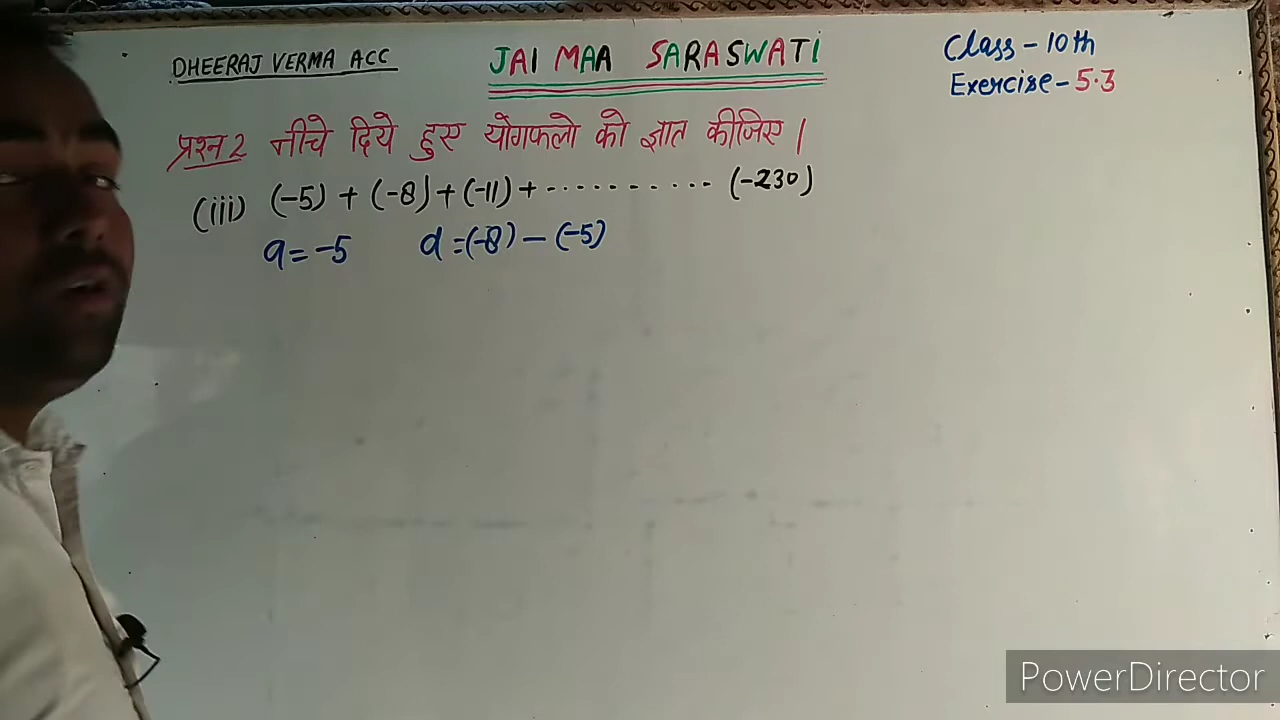 DHEERAJ VERMA ACC
JAI MAA SARASWATI
Class-10th
Exercise-5.3
प्रश्न 2 नीचे दिये हुए योगफलो को ज्ञात कीजिए।
(iii) (-5) + (-8) + (-11) + .......... (-230)
a = -5 d = (-8) - (-5)
PowerDirector